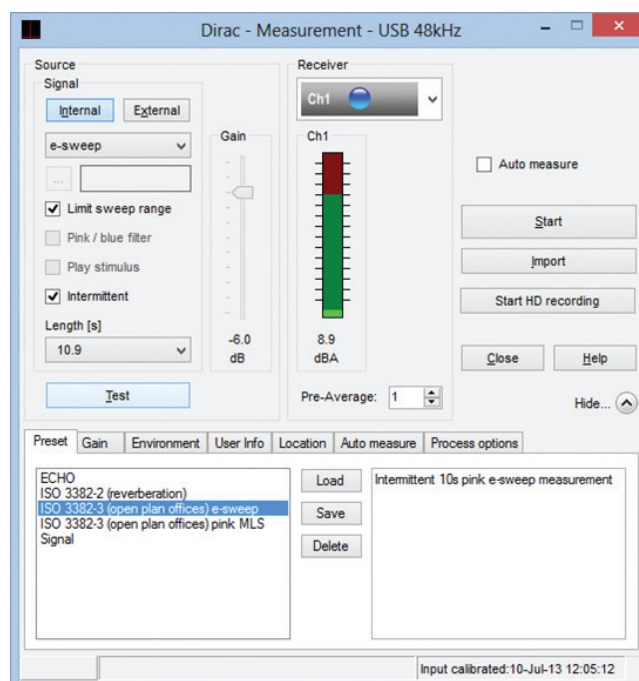 Dirac - Measurement - USB 48kHz
Source
Signal
Internal
External
e-sweep
...
Limit sweep range
Pink / blue filter
Play stimulus
Intermittent
Length [s]
10.9
Test
Gain
-6.0
dB
Receiver
Ch1
Ch1
8.9
dBA
Pre-Average: 1
Auto measure
Start
Import
Start HD recording
Close
Help
Hide...
Preset
Gain
Environment
User Info
Location
Auto measure
Process options
ECHO
ISO 3382-2 (reverberation)
ISO 3382-3 (open plan offices) e-sweep
ISO 3382-3 (open plan offices) pink MLS
Signal
Load
Save
Delete
Intermittent 10s pink e-sweep measurement
Input calibrated:10-Jul-13 12:05:12